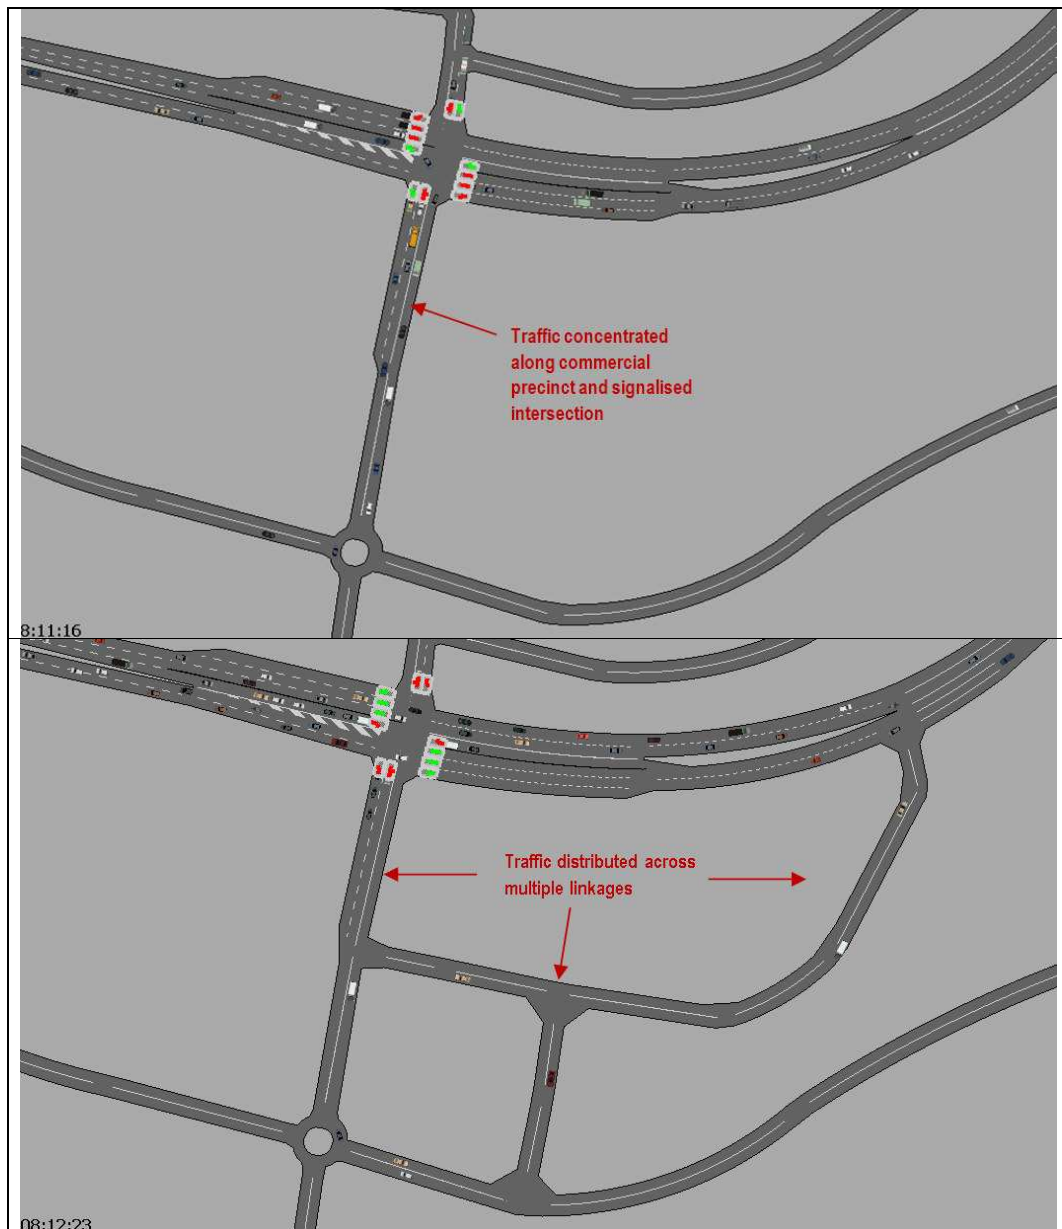 Traffic concentrated
along commercial
precinct and signalised
intersection
8:11:16
Traffic distributed across
multiple linkages
08:12:23